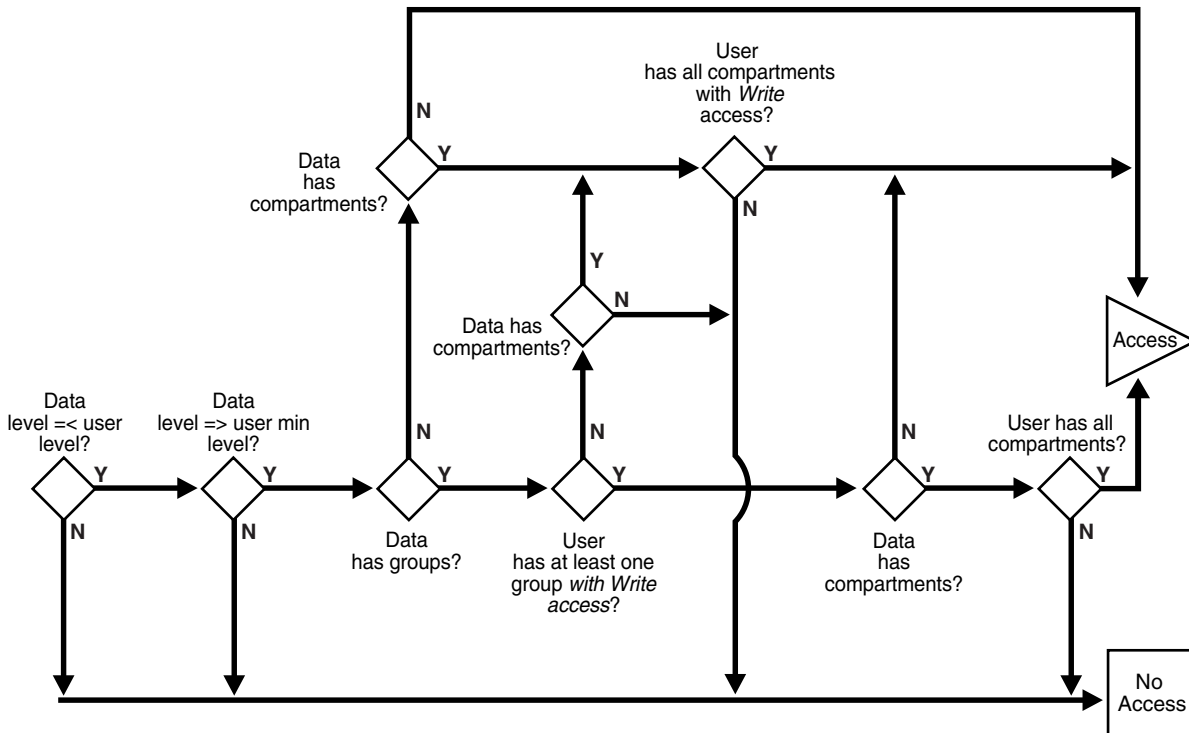 User
has all compartments
with Write
access?
N
Y
Y
Data
has
compartments?
N
Y
N
Data has
compartments?
Access
Data
level =< user
level?
Data
level => user min
level?
User has all
compartments?
N
N
N
Y
Y
Y
Y
Y
Y
N
N
N
Data
has groups?
User
has at least one
group with Write
access?
Data
has
compartments?
No
Access